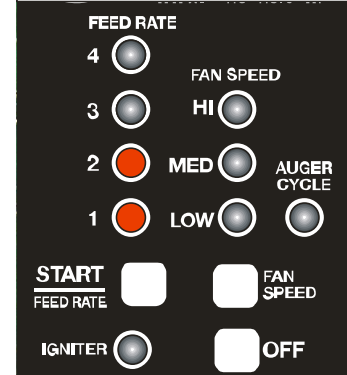 FEED RATE
4
FAN SPEED
3 HI
2 MED AUGER
CYCLE
1 LOW
START
FEED RATE
FAN
SPEED
IGNITER OFF